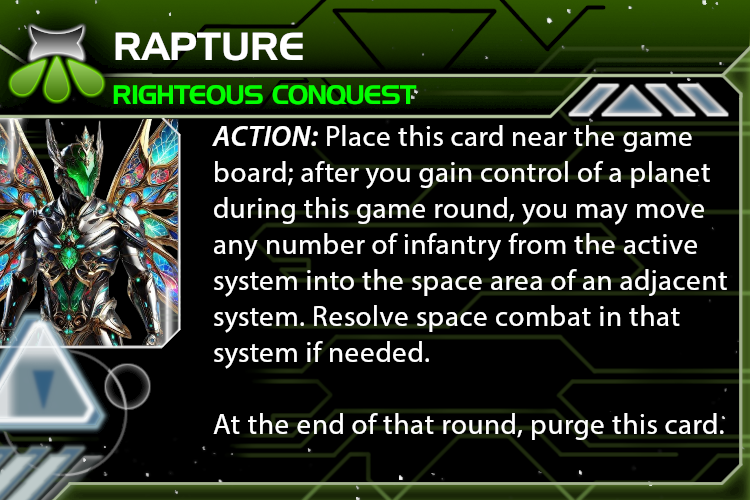 RAPTURE
RIGHTEOUS CONQUEST
ACTION: Place this card near the game
board; after you gain control of a planet
during this game round, you may move
any number of infantry from the active
system into the space area of an adjacent
system. Resolve space combat in that
system if needed.
At the end of that round, purge this card.